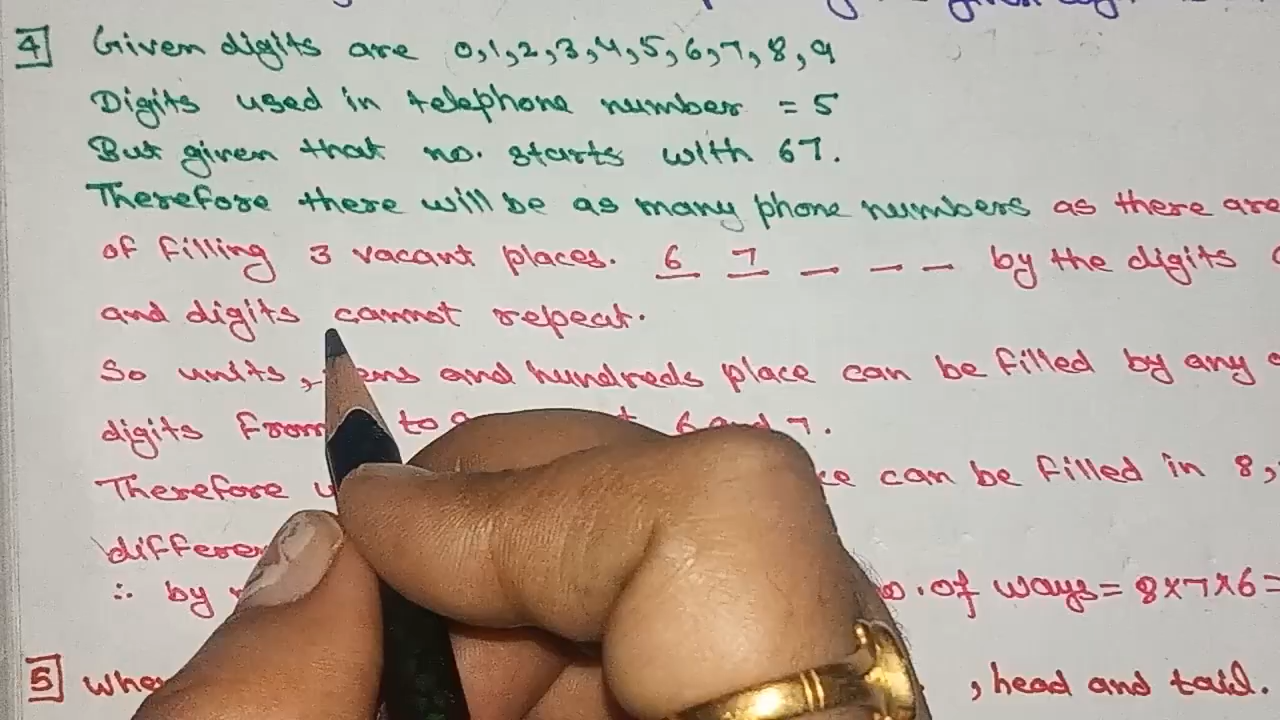 4 Given digits are 0,1,2,3,4,5,6,7,8,9
Digits used in telephone number = 5
But given that no. starts with 67.
Therefore there will be as many phone numbers as there are
of filling 3 vacant places. 6 7 _ _ _ by the digits
and digits cannot repeat.
So units, tens and hundreds place can be filled by any
digits from to 9 6 and 7.
Therefore can be filled in 8,
differen
∴ by no. of ways = 8×7×6=
5 , head and tail.